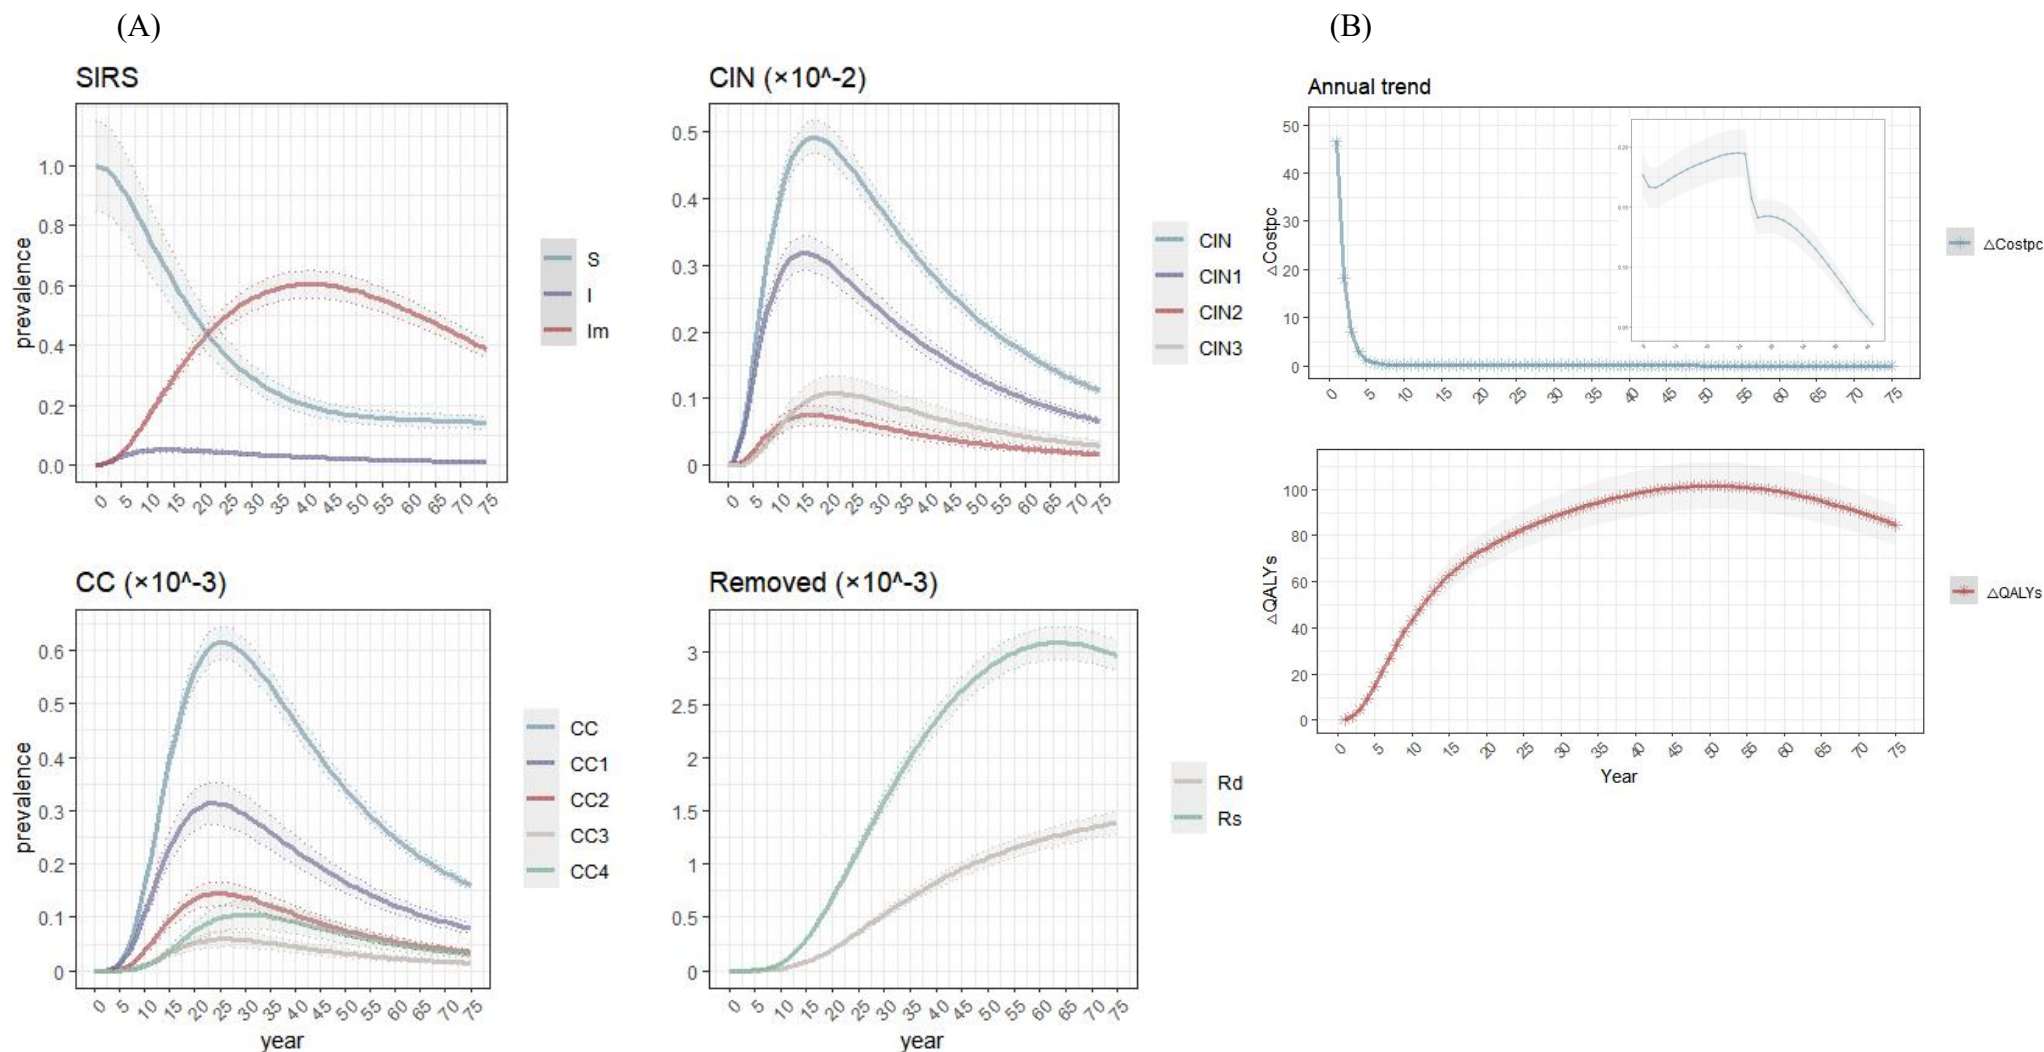 (A)
(B)
SIRS
prevalence
1.0
0.8
0.6
0.4
0.2
0.0
0 5 10 15 20 25 30 35 40 45 50 55 60 65 70 75
S
I
Im
CIN (×10^-2)
0.5
0.4
0.3
0.2
0.1
0
0 5 10 15 20 25 30 35 40 45 50 55 60 65 70 75
CIN
CIN1
CIN2
CIN3
CC (×10^-3)
prevalence
0.6
0.5
0.4
0.3
0.2
0.1
0
0 5 10 15 20 25 30 35 40 45 50 55 60 65 70 75
year
CC
CC1
CC2
CC3
CC4
Removed (×10^-3)
3
2.5
2
1.5
1
0.5
0
0 5 10 15 20 25 30 35 40 45 50 55 60 65 70 75
year
Rd
Rs
Annual trend
△Costpc
50
40
30
20
10
0
0 5 10 15 20 25 30 35 40 45 50 55 60 65 70 75
0.20
0.15
0.10
0.05
△Costpc
△QALYs
100
80
60
40
20
0
0 5 10 15 20 25 30 35 40 45 50 55 60 65 70 75
Year
△QALYs